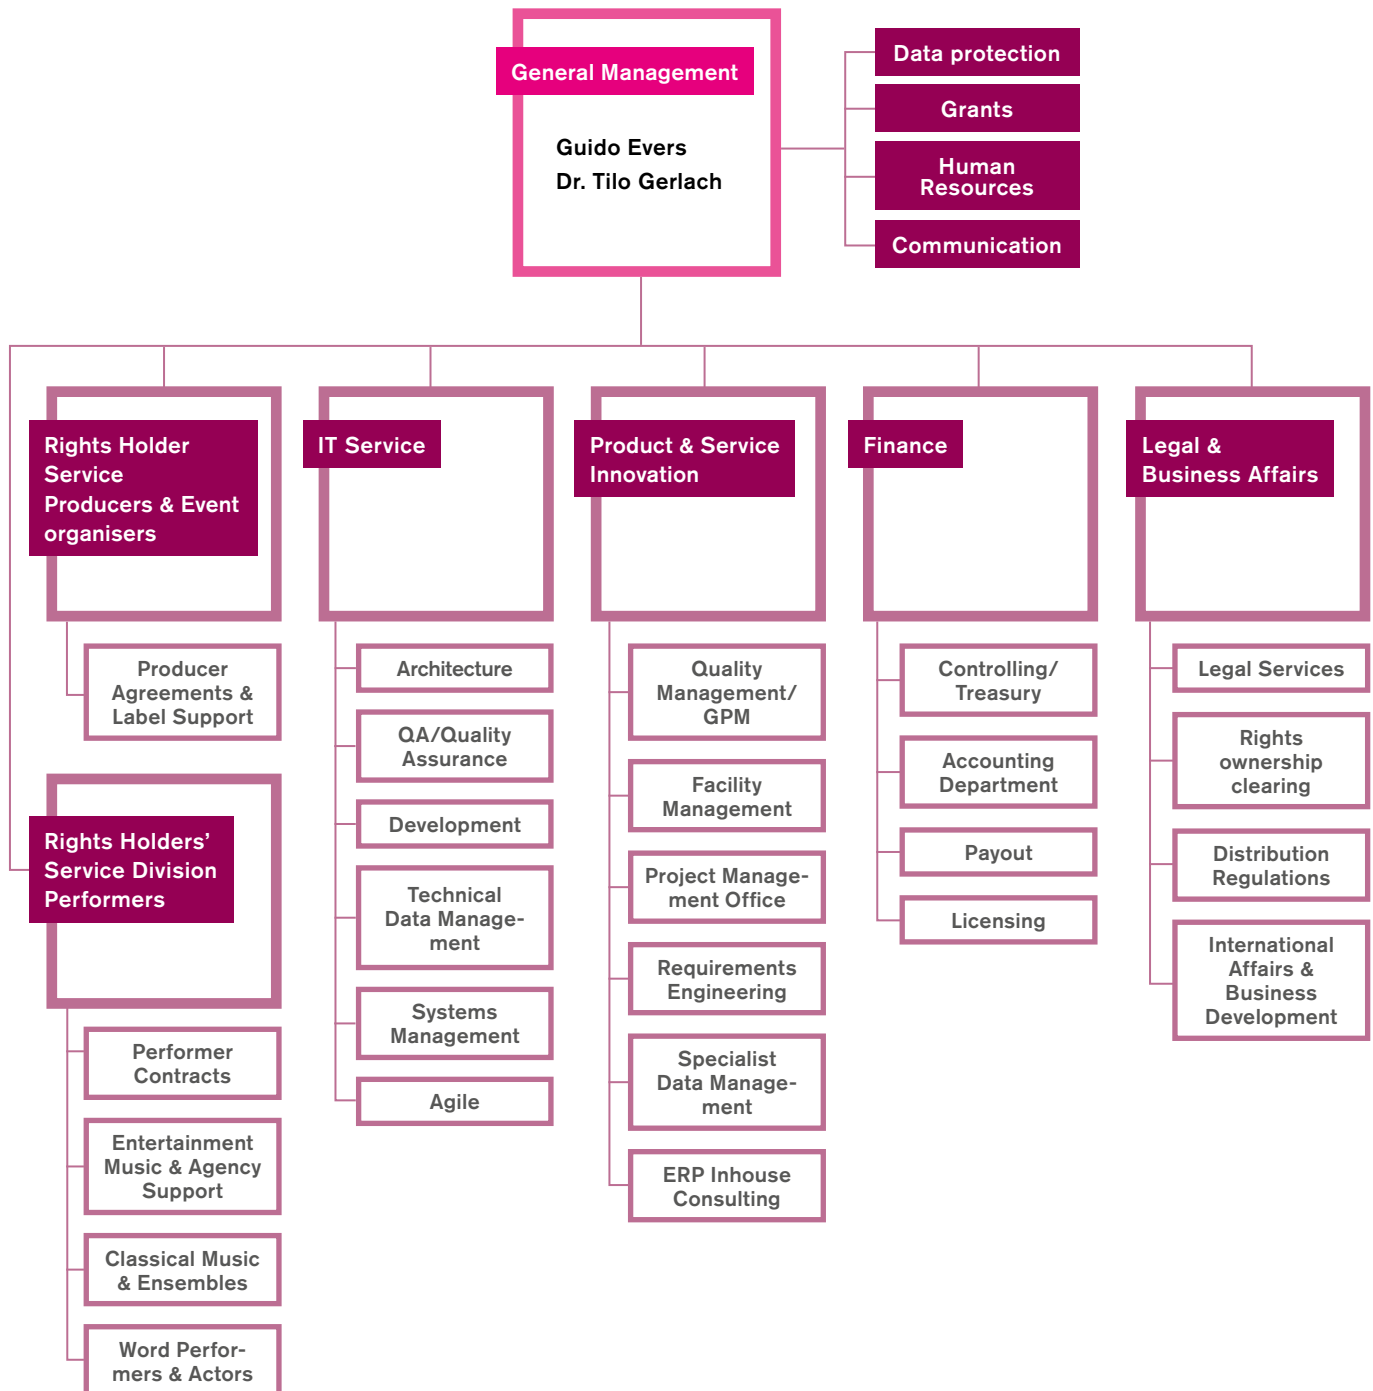 General Management
Guido Evers
Dr. Tilo Gerlach
Data protection
Grants
Human
Resources
Communication
Rights Holder
Service
Producers & Event
organisers
Producer
Agreements &
Label Support
Rights Holders’
Service Division
Performers
Performer
Contracts
Entertainment
Music & Agency
Support
Classical Music
& Ensembles
Word Perfor-
mers & Actors
IT Service
Architecture
QA/Quality
Assurance
Development
Technical
Data Manage-
ment
Systems
Management
Agile
Product & Service
Innovation
Quality
Management/
GPM
Facility
Management
Project Manage-
ment Office
Requirements
Engineering
Specialist
Data Manage-
ment
ERP Inhouse
Consulting
Finance
Controlling/
Treasury
Accounting
Department
Payout
Licensing
Legal &
Business Affairs
Legal Services
Rights
ownership
clearing
Distribution
Regulations
International
Affairs &
Business
Development